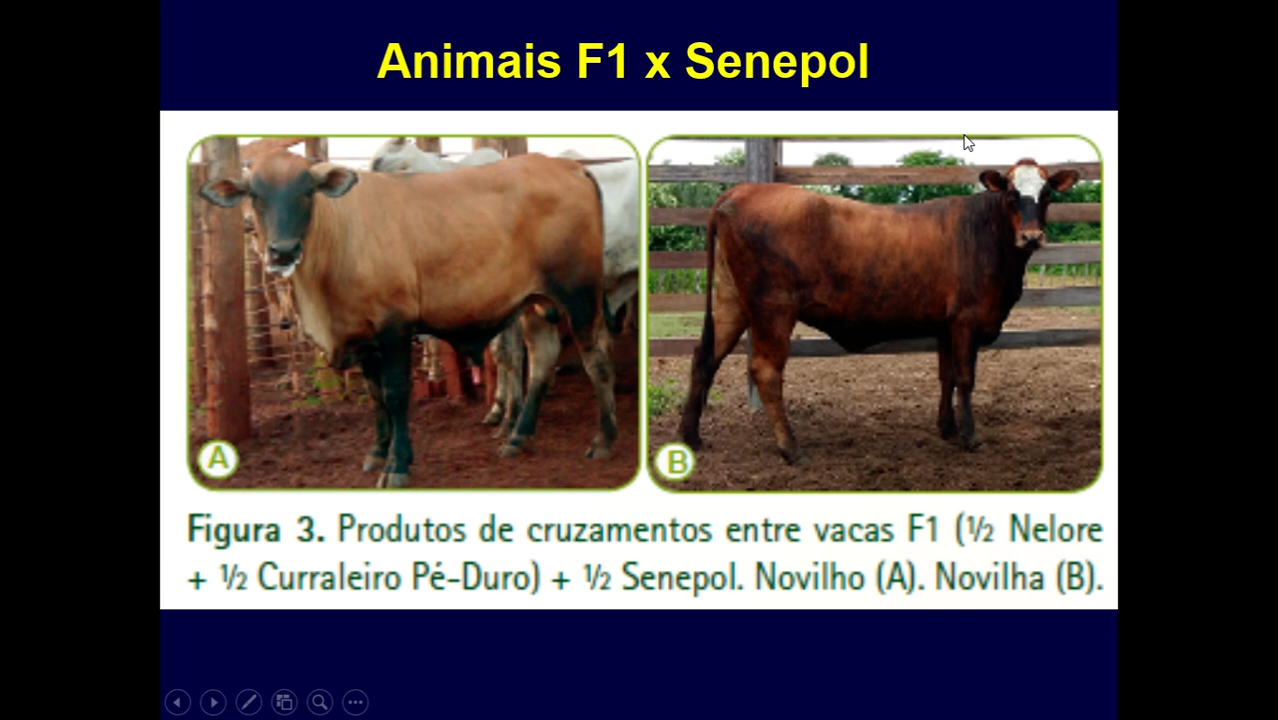 Animais F1 x Senepol
A
B
Figura 3. Produtos de cruzamentos entre vacas F1 (½ Nelore
+ ½ Curraleiro Pé-Duro) + ½ Senepol. Novilho (A). Novilha (B).